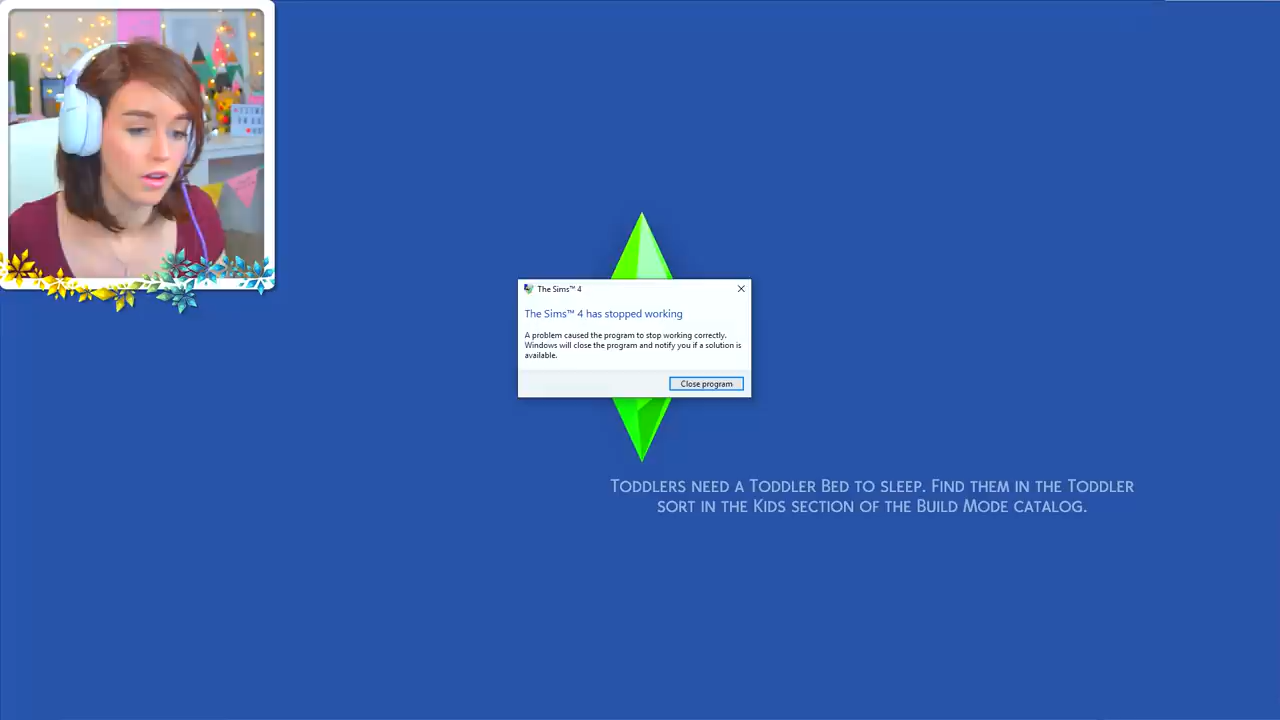 The Sims™ 4
The Sims™ 4 has stopped working
A problem caused the program to stop working correctly.
Windows will close the program and notify you if a solution is
available.
Close program
TODDLERS NEED A TODDLER BED TO SLEEP. FIND THEM IN THE TODDLER
SORT IN THE KIDS SECTION OF THE BUILD MODE CATALOG.